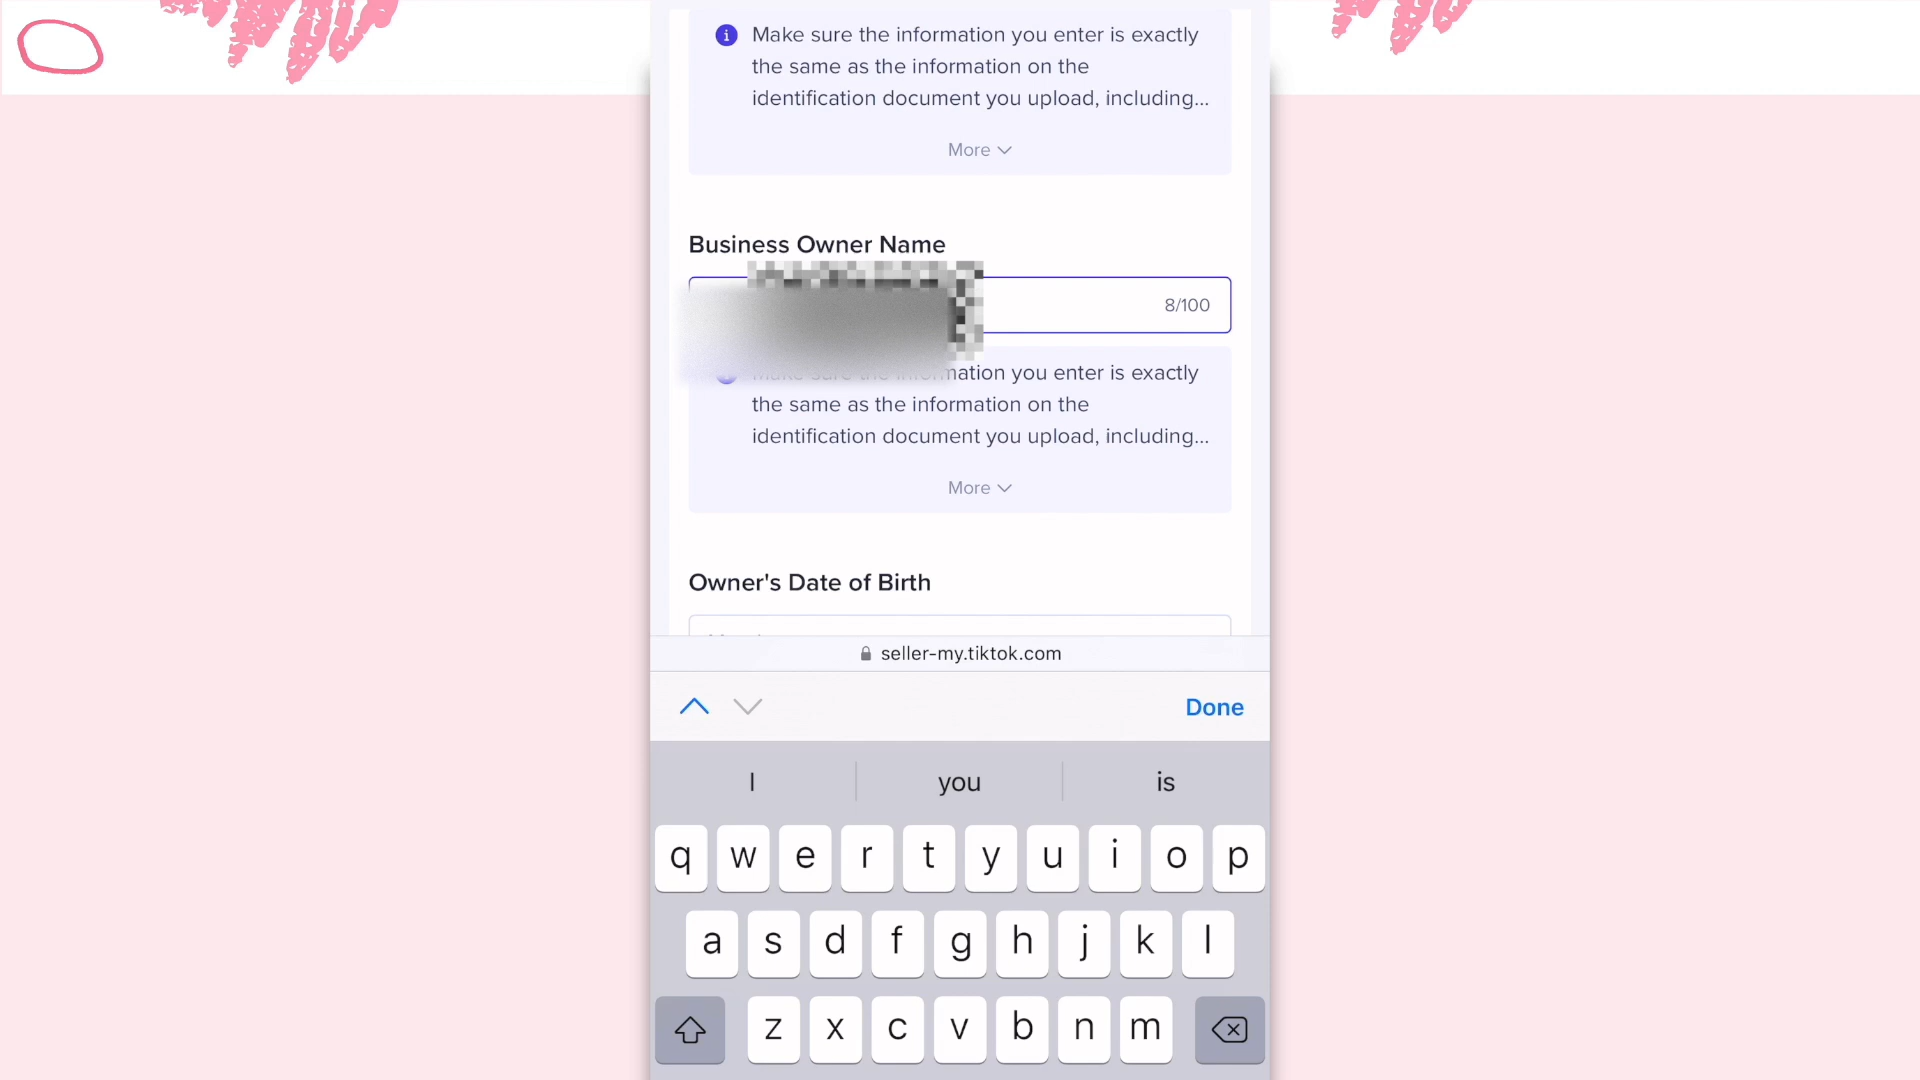 Make sure the information you enter is exactly
the same as the information on the
identification document you upload, including...
More
Business Owner Name
8/100
mation you enter is exactly
the same as the information on the
identification document you upload, including...
More
Owner's Date of Birth
seller-my.tiktok.com
Done
I you is
q w e r t y u i o p
a s d f g h j k l
z x c v b n m